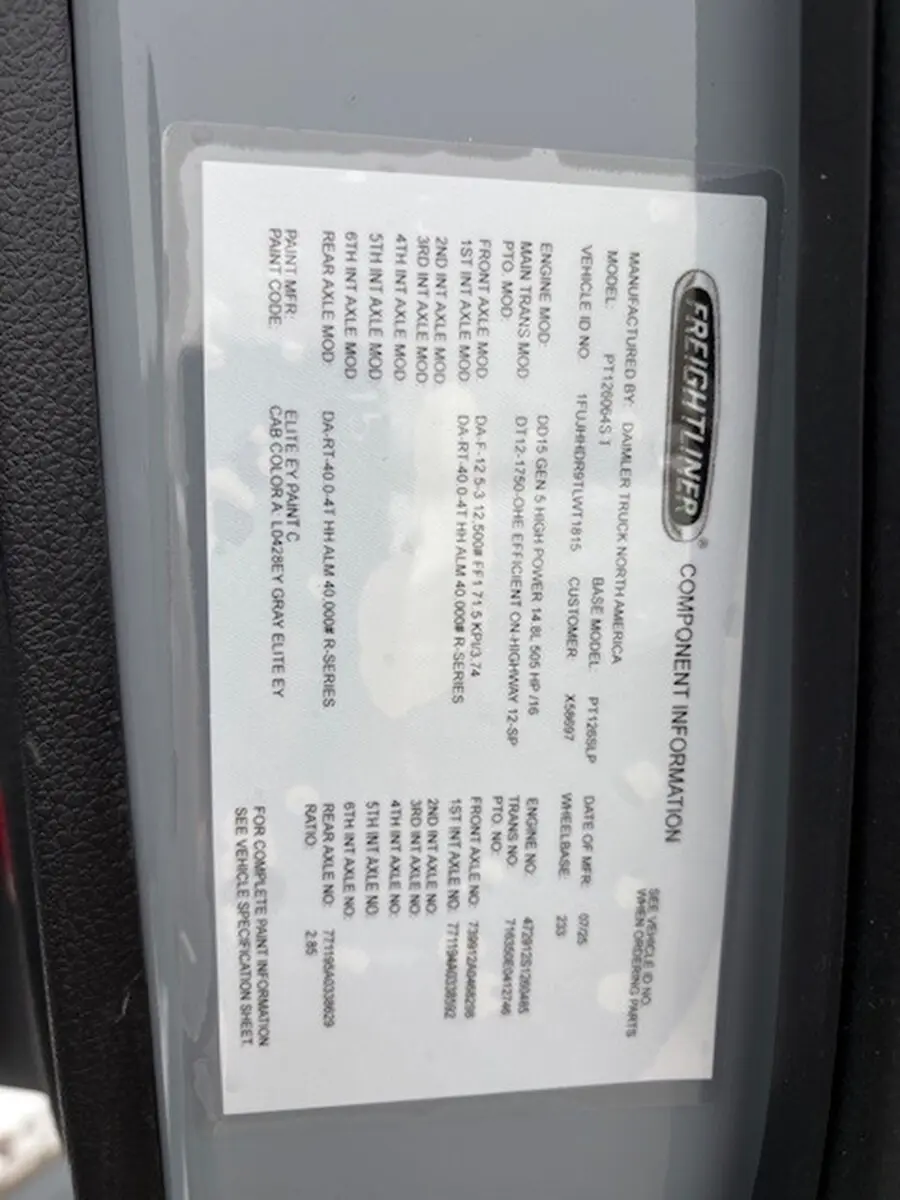 FREIGHTLINER® COMPONENT INFORMATION
SEE VEHICLE ID NO.
WHEN ORDERING PARTS
MANUFACTURED BY: DAIMLER TRUCK NORTH AMERICA
MODEL: PT126064S T BASE MODEL: PT126SLP DATE OF MFR: 07/25
VEHICLE ID NO. 1FUJHHDR9TLWT1815 CUSTOMER: X58697 WHEELBASE: 233
ENGINE MOD: DD15 GEN 5 HIGH POWER 14.8L 505 HP /16 ENGINE NO: 472912S1260485
MAIN TRANS MOD: DT12-1750-OHE EFFICIENT ON-HIGHWAY 12-SP TRANS NO: 716350E0412746
PTO. MOD: PTO. NO:
FRONT AXLE MOD: DA-F-12.5-3 12,500# FF1 71.5 KPI/3.74 FRONT AXLE NO: 739912A0468298
1ST INT AXLE MOD: DA-RT-40.0-4T HH ALM 40,000# R-SERIES 1ST INT AXLE NO: 771194A0338592
2ND INT AXLE MOD: 2ND INT AXLE NO:
3RD INT AXLE MOD: 3RD INT AXLE NO:
4TH INT AXLE MOD: 4TH INT AXLE NO:
5TH INT AXLE MOD: 5TH INT AXLE NO:
6TH INT AXLE MOD: 6TH INT AXLE NO:
REAR AXLE MOD: DA-RT-40.0-4T HH ALM 40,000# R-SERIES REAR AXLE NO: 771195A0338629
RATIO: 2.85
PAINT MFR: ELITE EY PAINT C
PAINT CODE: CAB COLOR A: L0428EY GRAY ELITE EY
FOR COMPLETE PAINT INFORMATION
SEE VEHICLE SPECIFICATION SHEET.